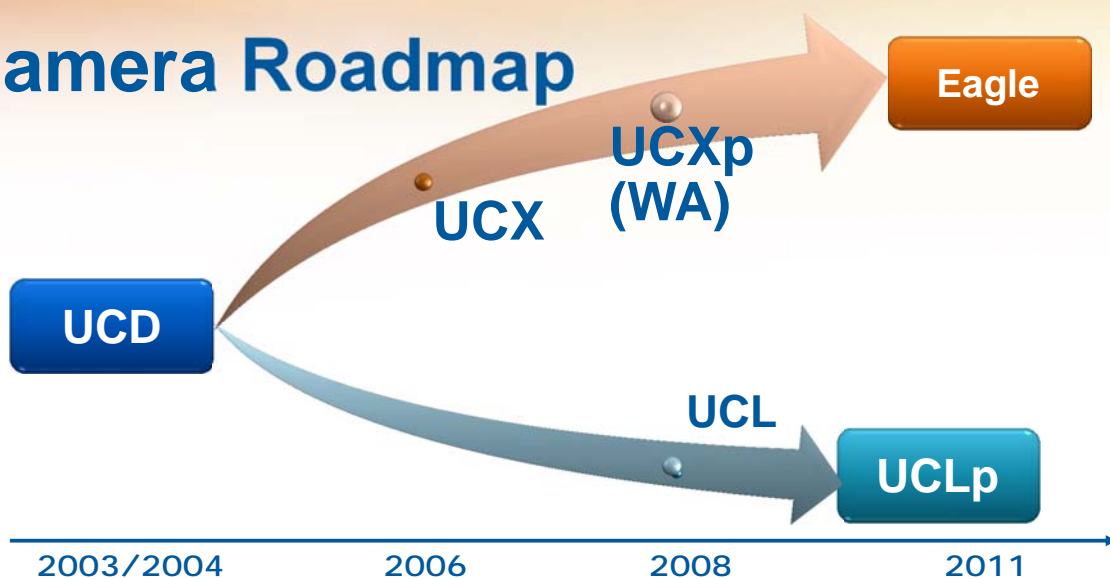 amera Roadmap
Eagle
UCXp
(WA)
UCX
UCD
UCL
UCLp
2003/2004 2006 2008 2011